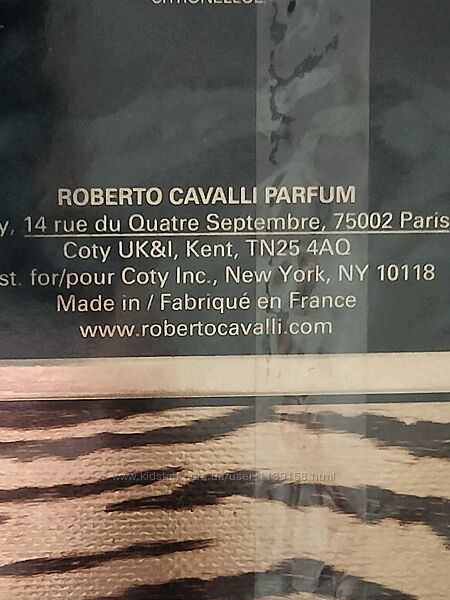 CITRONELLOL
ROBERTO CAVALLI PARFUM
y, 14 rue du Quatre Septembre, 75002 Paris
Coty UK&I, Kent, TN25 4AQ
st. for/pour Coty Inc., New York, NY 10118
Made in / Fabriqué en France
www.robertocavalli.com